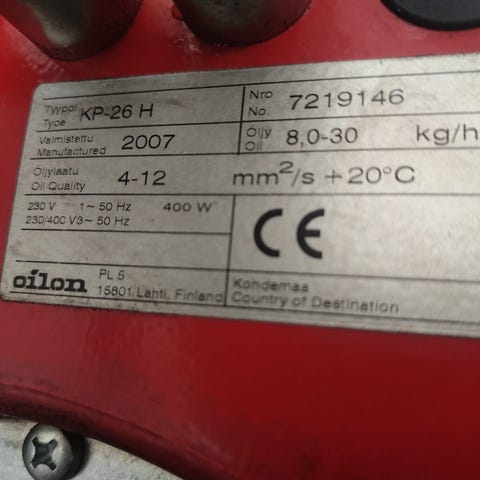 Tyyppi
Type KP-26 H
Nro
No. 7219146
Valmistettu
Manufactured 2007
Öljy
Oil 8,0-30 kg/h
Öljylaatu
Oil Quality 4-12 mm²/s +20°C
230 V 1~ 50 Hz 400 W
230/400 V3~ 50 Hz
CE
oilon PL 5
15801 Lahti, Finland
Kohdemaa
Country of Destination